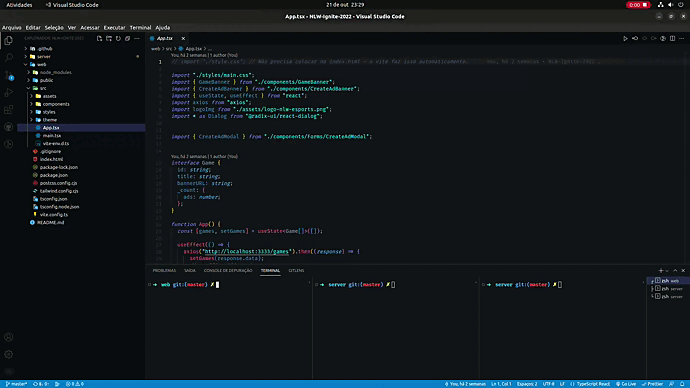 Atividades
Visual Studio Code
21 de out 23:29
0:00
App.tsx - NLW-Ignite-2022 - Visual Studio Code
Arquivo Editar Seleção Ver Acessar Executar Terminal Ajuda
.github
server
web
node_modules
public
src
assets
components
styles
theme
App.tsx
main.tsx
vite-env.d.ts
.gitignore
index.html
package-lock.json
package.json
postcss.config.cjs
tailwind.config.cjs
tsconfig.json
tsconfig.node.json
vite.config.ts
README.md
App.tsx
web > src > App.tsx > ...
You, há 2 semanas | 1 author (You)
import "./styles/main.css";
import { GameBanner } from "./components/GameBanner";
import { CreateAdBanner } from "./components/CreateAdBanner";
import { useState, useEffect } from "react";
import axios from "axios";
import logoImg from "./assets/logo-nlw-esports.png";
import * as Dialog from "@radix-ui/react-dialog";
import { CreateAdModal } from "./components/Forms/CreateAdModal";
You, há 2 semanas | 1 author (You)
interface Game {
id: string;
title: string;
bannerURL: string;
_count: {
ads: number;
};
}
function App() {
const [games, setGames] = useState<Game[]>([]);
useEffect(() => {
axios("http://localhost:3333/games").then((response) => {
setGames(response.data);
PROBLEMAS SAÍDA CONSOLE DE DEPURAÇÃO TERMINAL GITLENS
➜ web git:(master) ✗
➜ server git:(master) ✗
➜ server git:(master) ✗
zsh web
zsh server
zsh server
master*
You, há 2 semanas
Ln 1, Col 1
Espaços: 2
UTF-8
LF
TypeScript React
Go Live
Prettier